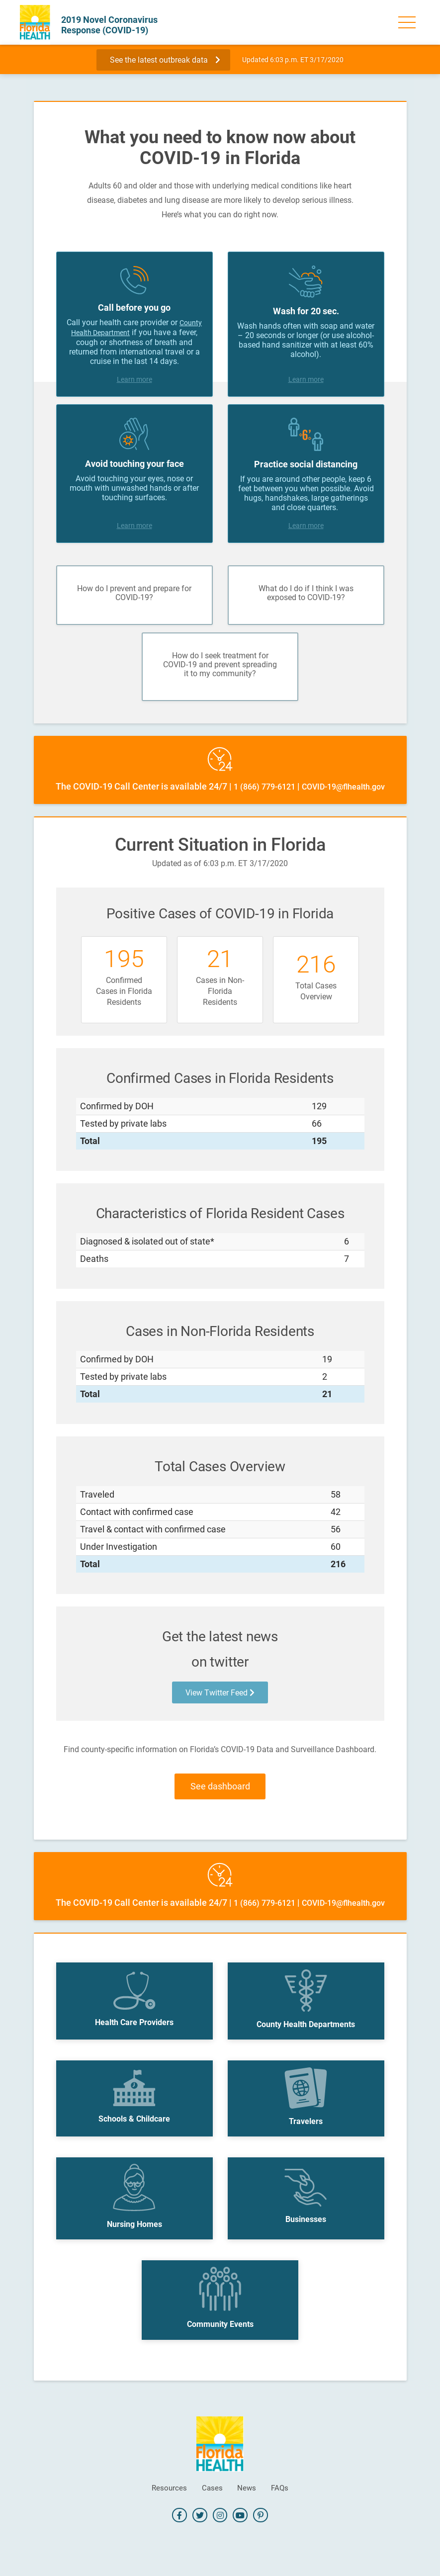 Florida
HEALTH
2019 Novel Coronavirus
Response (COVID-19)
See the latest outbreak data
Updated 6:03 p.m. ET 3/17/2020
What you need to know now about
COVID-19 in Florida
Adults 60 and older and those with underlying medical conditions like heart
disease, diabetes and lung disease are more likely to develop serious illness.
Here's what you can do right now.
Call before you go
Call your health care provider or County
Health Department if you have a fever,
cough or shortness of breath and
returned from international travel or a
cruise in the last 14 days.
Learn more
Wash for 20 sec.
Wash hands often with soap and water
– 20 seconds or longer (or use alcohol-
based hand sanitizer with at least 60%
alcohol).
Learn more
Avoid touching your face
Avoid touching your eyes, nose or
mouth with unwashed hands or after
touching surfaces.
Learn more
6'
Practice social distancing
If you are around other people, keep 6
feet between you when possible. Avoid
hugs, handshakes, large gatherings
and close quarters.
Learn more
How do I prevent and prepare for
COVID-19?
What do I do if I think I was
exposed to COVID-19?
How do I seek treatment for
COVID-19 and prevent spreading
it to my community?
24
The COVID-19 Call Center is available 24/7 | 1 (866) 779-6121 | COVID-19@flhealth.gov
Current Situation in Florida
Updated as of 6:03 p.m. ET 3/17/2020
Positive Cases of COVID-19 in Florida
195
Confirmed
Cases in Florida
Residents
21
Cases in Non-
Florida
Residents
216
Total Cases
Overview
Confirmed Cases in Florida Residents
Confirmed by DOH 129
Tested by private labs 66
Total 195
Characteristics of Florida Resident Cases
Diagnosed & isolated out of state* 6
Deaths 7
Cases in Non-Florida Residents
Confirmed by DOH 19
Tested by private labs 2
Total 21
Total Cases Overview
Traveled 58
Contact with confirmed case 42
Travel & contact with confirmed case 56
Under Investigation 60
Total 216
Get the latest news
on twitter
View Twitter Feed
Find county-specific information on Florida's COVID-19 Data and Surveillance Dashboard.
See dashboard
24
The COVID-19 Call Center is available 24/7 | 1 (866) 779-6121 | COVID-19@flhealth.gov
Health Care Providers
County Health Departments
Schools & Childcare
Travelers
Nursing Homes
Businesses
Community Events
Florida
HEALTH
Resources Cases News FAQs